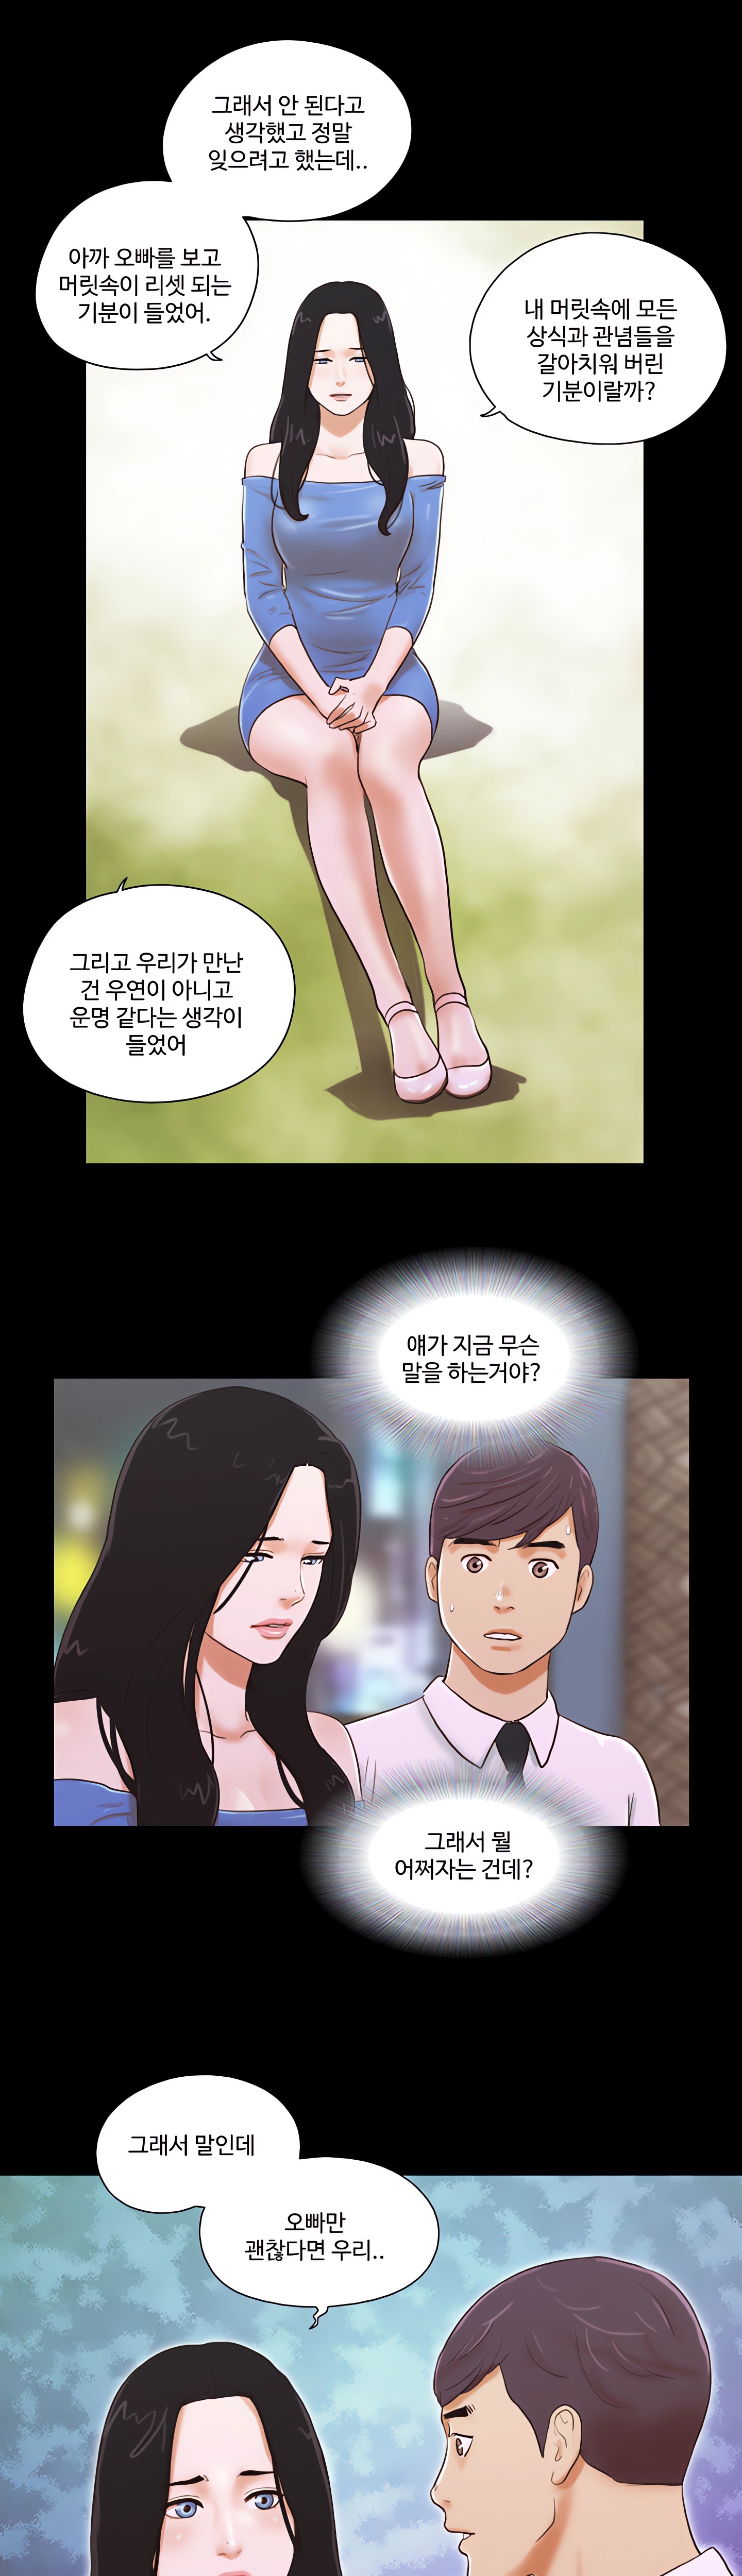 그래서 안 된다고
생각했고 정말
잊으려고 했는데..
아까 오빠를 보고
머릿속이 리셋 되는
기분이 들었어.
내 머릿속에 모든
상식과 관념들을
갈아치워 버린
기분이랄까?
그리고 우리가 만난
건 우연이 아니고
운명 같다는 생각이
들었어
얘가 지금 무슨
말을 하는거야?
그래서 뭘
어쩌자는 건데?
그래서 말인데
오빠만
괜찮다면 우리..